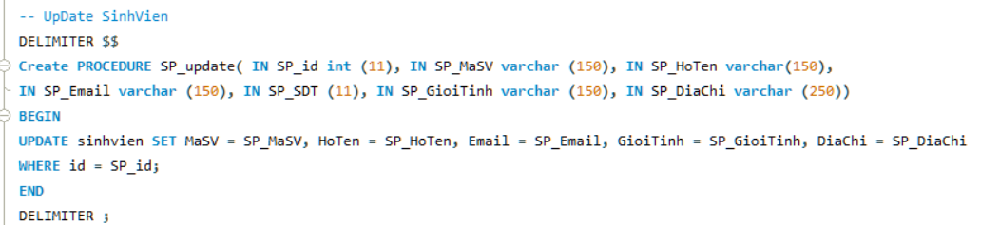 -- UpDate SinhVien
DELIMITER $$
Create PROCEDURE SP_update( IN SP_id int (11), IN SP_MaSV varchar (150), IN SP_HoTen varchar(150),
IN SP_Email varchar (150), IN SP_SDT (11), IN SP_GioiTinh varchar (150), IN SP_DiaChi varchar (250))
BEGIN
UPDATE sinhvien SET MaSV = SP_MaSV, HoTen = SP_HoTen, Email = SP_Email, GioiTinh = SP_GioiTinh, DiaChi = SP_DiaChi
WHERE id = SP_id;
END
DELIMITER ;